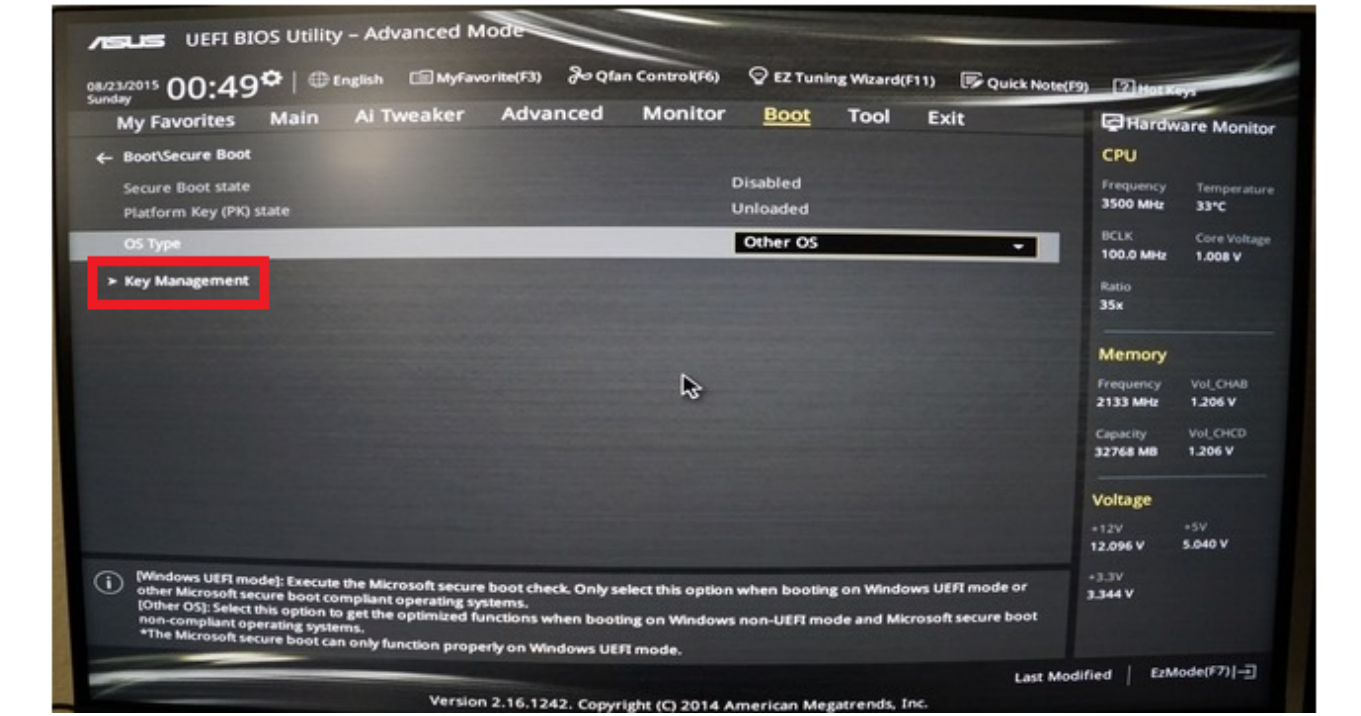 ASUS UEFI BIOS Utility – Advanced Mode
08/23/2015 Sunday 00:49 English MyFavorite(F3) Qfan Control(F6) EZ Tuning Wizard(F11) Quick Note(F9) Hot Keys
My Favorites Main Ai Tweaker Advanced Monitor Boot Tool Exit
← Boot\Secure Boot
Secure Boot state Disabled
Platform Key (PK) state Unloaded
OS Type Other OS
> Key Management
Hardware Monitor
CPU
Frequency Temperature
3500 MHz 33°C
BCLK Core Voltage
100.0 MHz 1.008 V
Ratio
35x
Memory
Frequency Vol_CHAB
2133 MHz 1.206 V
Capacity Vol_CHCD
32768 MB 1.206 V
Voltage
+12V +5V
12.096 V 5.040 V
+3.3V
3.344 V
[Windows UEFI mode]: Execute the Microsoft secure boot check. Only select this option when booting on Windows UEFI mode or
other Microsoft secure boot compliant operating systems.
[Other OS]: Select this option to get the optimized functions when booting on Windows non-UEFI mode and Microsoft secure boot
non-compliant operating systems.
*The Microsoft secure boot can only function properly on Windows UEFI mode.
Last Modified | EzMode(F7)
Version 2.16.1242. Copyright (C) 2014 American Megatrends, Inc.